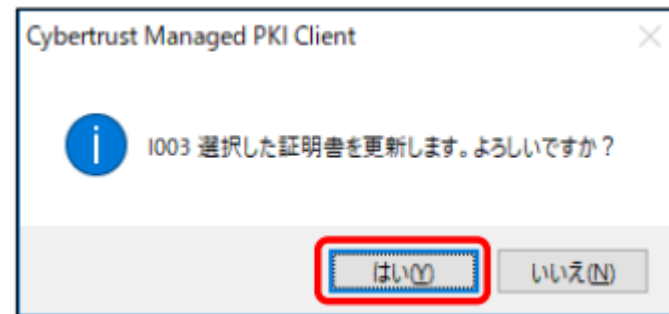 Cybertrust Managed PKI Client
I003 選択した証明書を更新します。よろしいですか？
はい(Y)
いいえ(N)